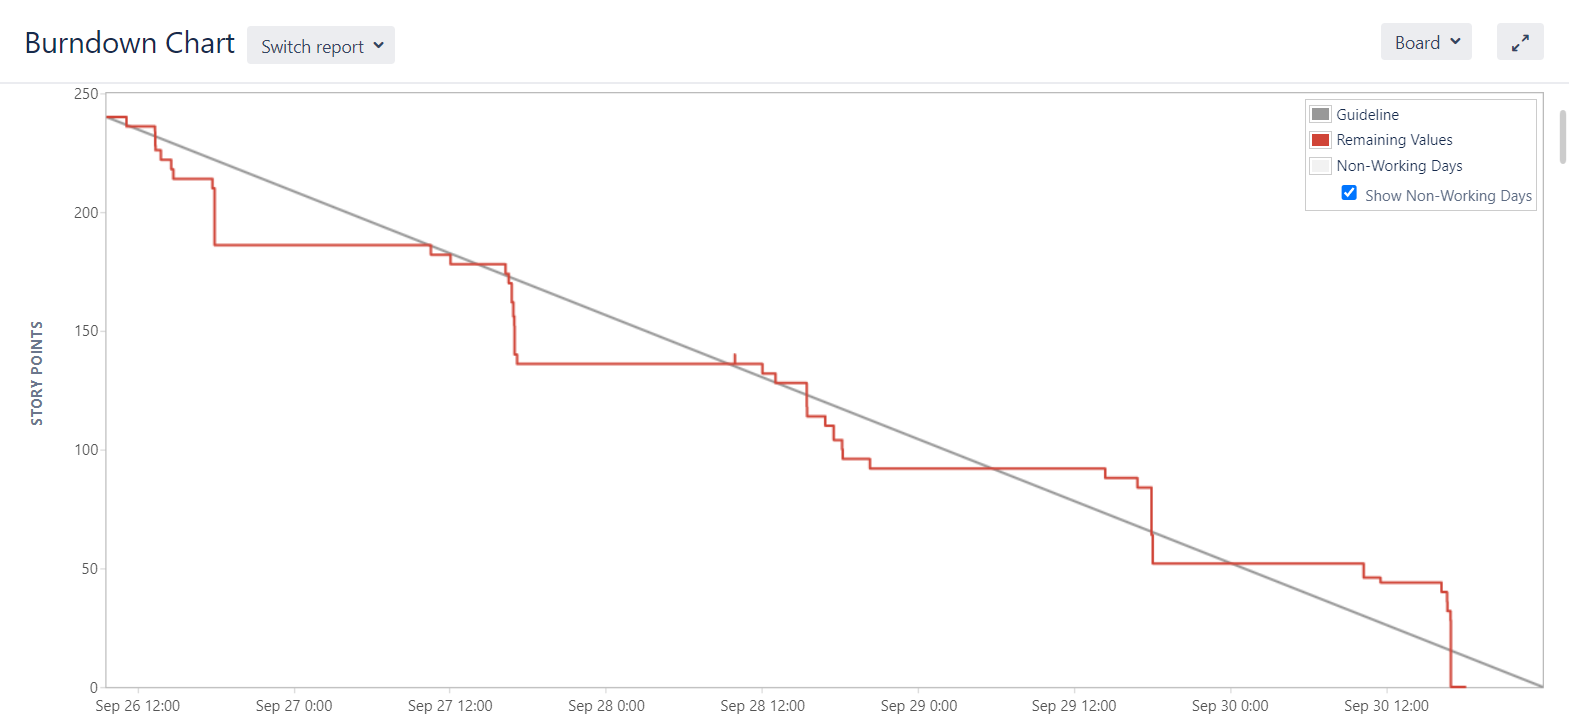 Burndown Chart
Switch report
Board
250
200
150
100
50
0
STORY POINTS
Guideline
Remaining Values
Non-Working Days
Show Non-Working Days
Sep 26 12:00
Sep 27 0:00
Sep 27 12:00
Sep 28 0:00
Sep 28 12:00
Sep 29 0:00
Sep 29 12:00
Sep 30 0:00
Sep 30 12:00